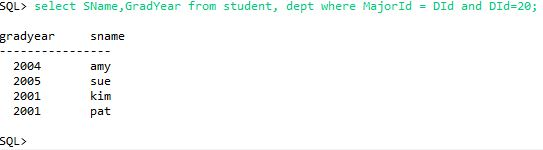 SQL> select SName,GradYear from student, dept where MajorId = DId and DId=20;
gradyear sname
-----------------
2004 amy
2005 sue
2001 kim
2001 pat
SQL>